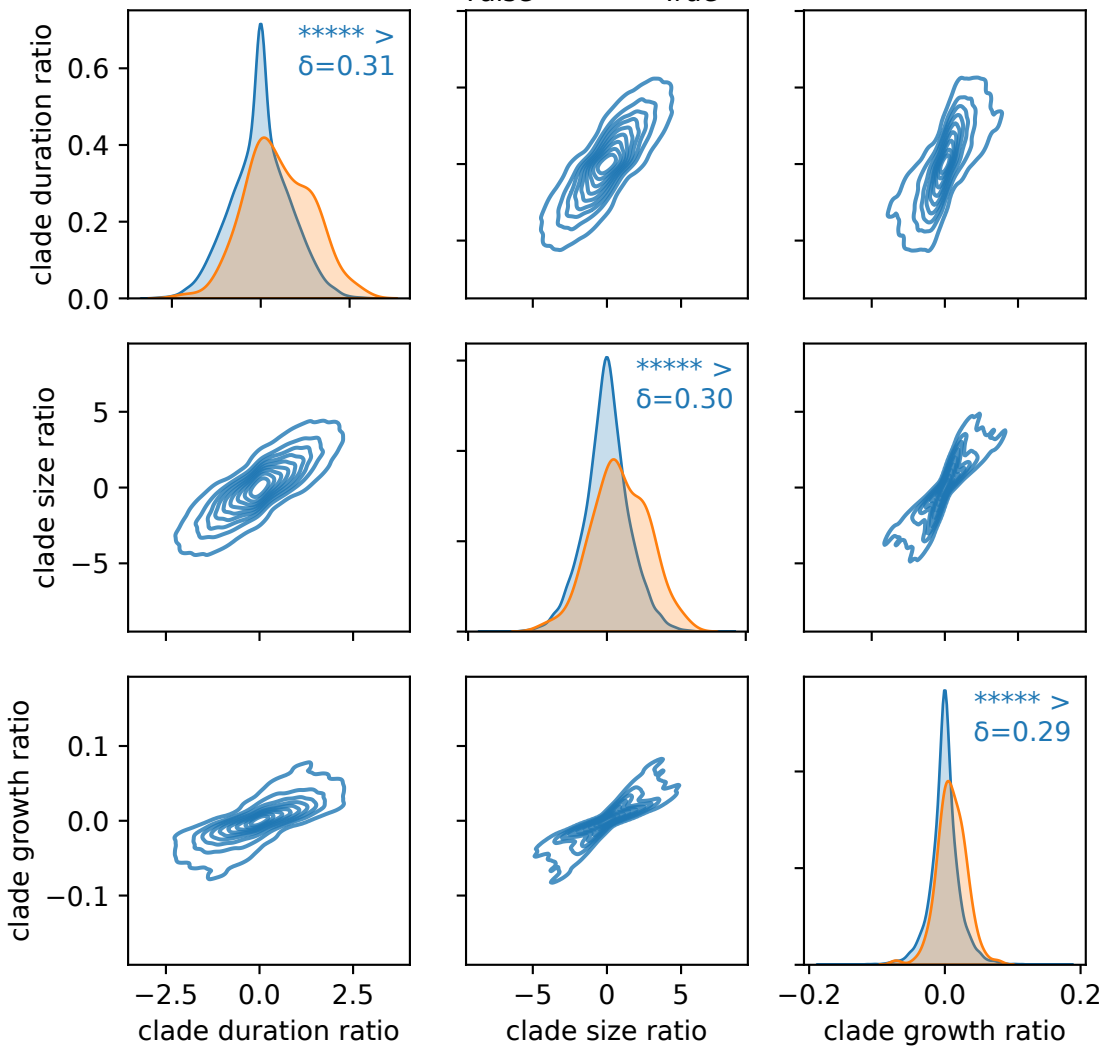 ***** >
δ=0.31
clade duration ratio
0.6
0.4
0.2
0.0
***** >
δ=0.30
clade size ratio
5
0
−5
***** >
δ=0.29
clade growth ratio
0.1
0.0
−0.1
−2.5 0.0 2.5 −5 0 5 −0.2 0.0 0.2
clade duration ratio clade size ratio clade growth ratio